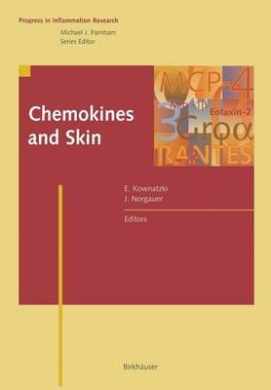 Progress in Inflammation Research
Michael J. Parnham
Series Editor
MCP-4
Eotaxin-2
3Groα
RANTES
Chemokines
and Skin
E. Kownatzki
J. Norgauer
Editors
Birkhäuser